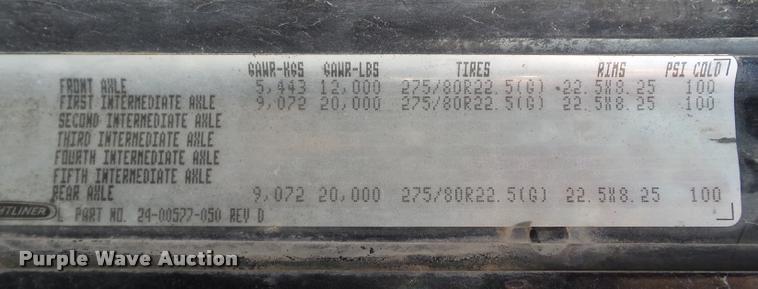 GAWR-KGS GAWR-LBS TIRES RIMS PSI COLD
FRONT AXLE 5,443 12,000 275/80R22.5(G) 22.5X8.25 100
FIRST INTERMEDIATE AXLE 9,072 20,000 275/80R22.5(G) 22.5X8.25 100
SECOND INTERMEDIATE AXLE
THIRD INTERMEDIATE AXLE
FOURTH INTERMEDIATE AXLE
FIFTH INTERMEDIATE AXLE
REAR AXLE 9,072 20,000 275/80R22.5(G) 22.5X8.25 100
HTLINER L PART NO. 24-00577-050 REV D
Purple Wave Auction